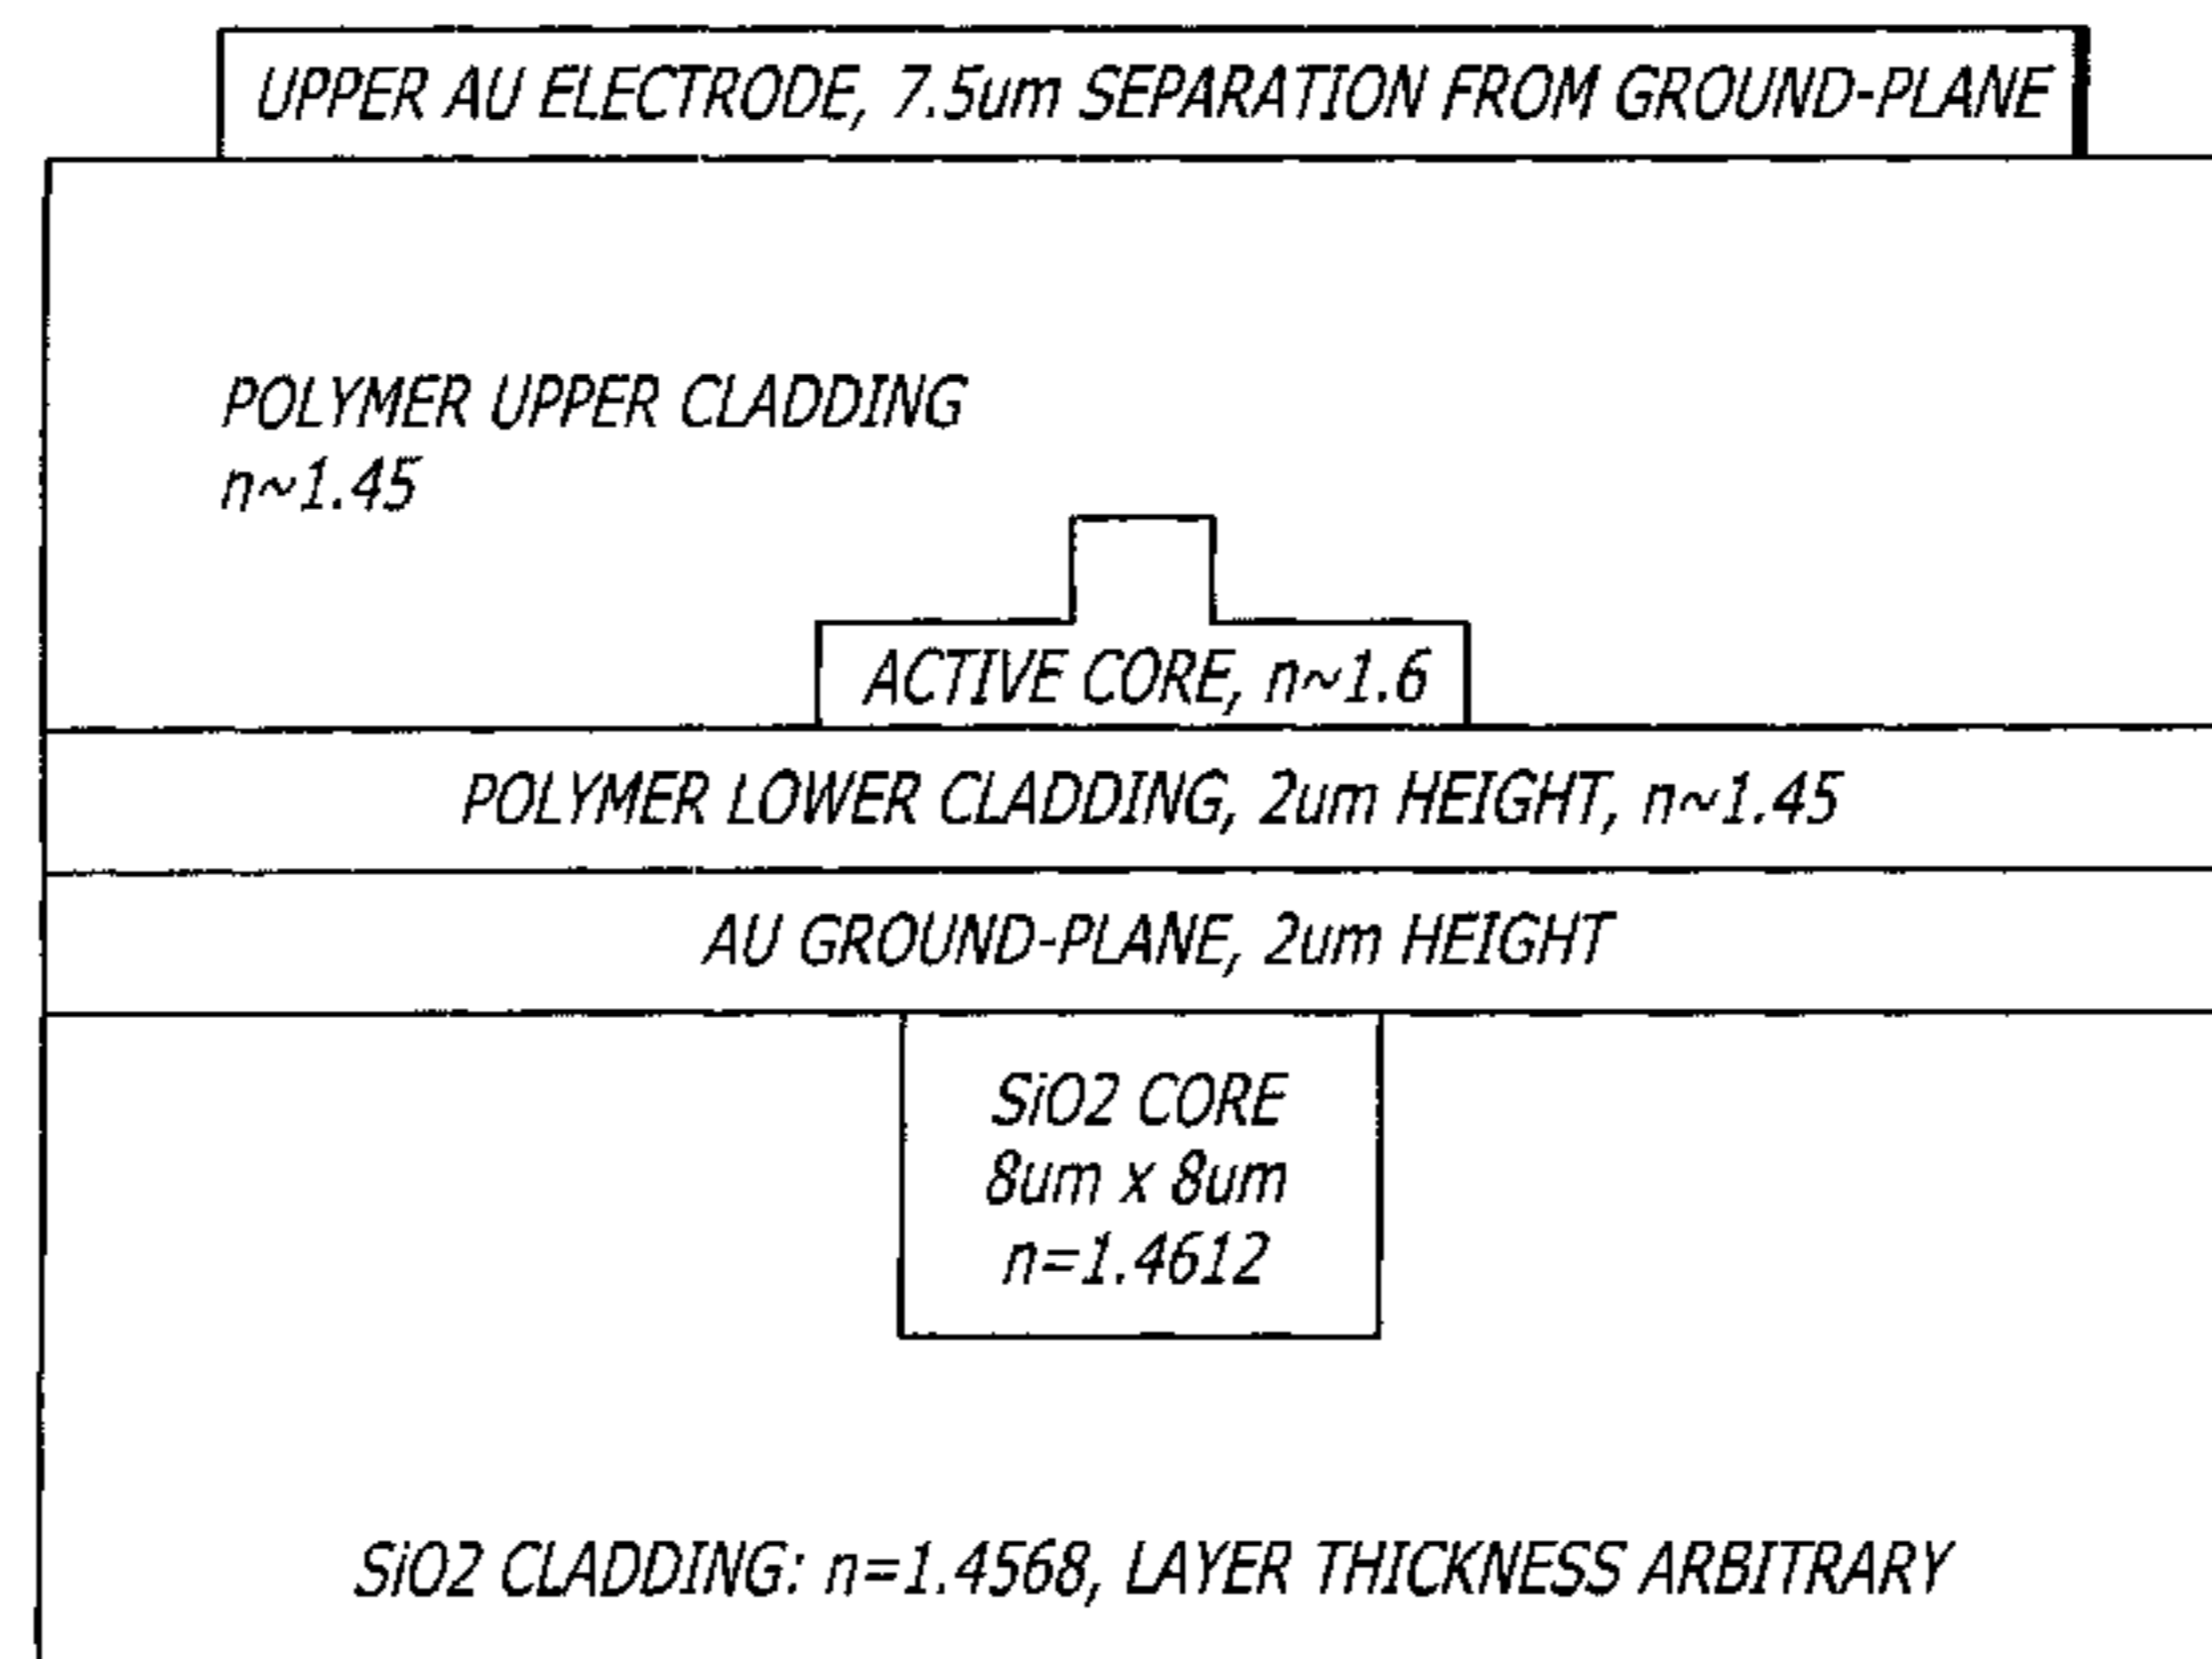 UPPER AU ELECTRODE, 7.5um SEPARATION FROM GROUND-PLANE
POLYMER UPPER CLADDING
n~1.45
ACTIVE CORE, n~1.6
POLYMER LOWER CLADDING, 2um HEIGHT, n~1.45
AU GROUND-PLANE, 2um HEIGHT
SiO2 CORE
8um x 8um
n=1.4612
SiO2 CLADDING: n=1.4568, LAYER THICKNESS ARBITRARY